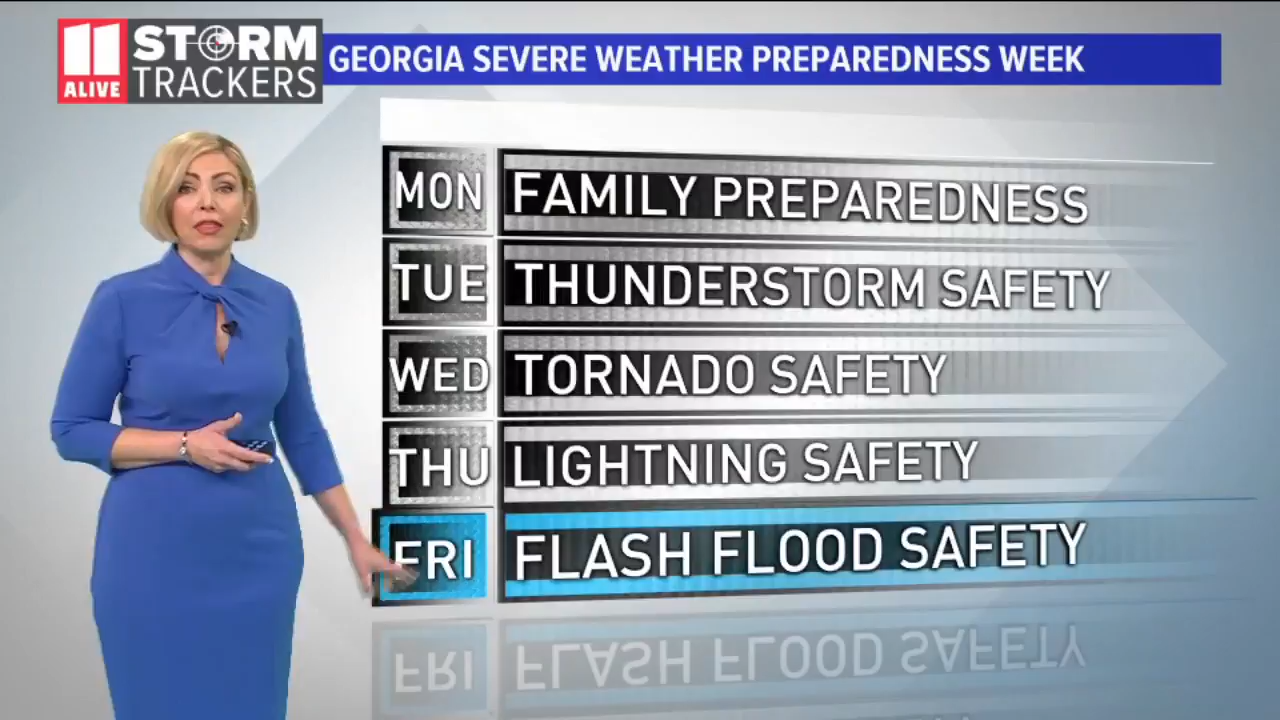 11
ALIVE
STORM
TRACKERS
GEORGIA SEVERE WEATHER PREPAREDNESS WEEK
MON FAMILY PREPAREDNESS
TUE THUNDERSTORM SAFETY
WED TORNADO SAFETY
THU LIGHTNING SAFETY
FRI FLASH FLOOD SAFETY
FRI FLASH FLOOD SAFETY